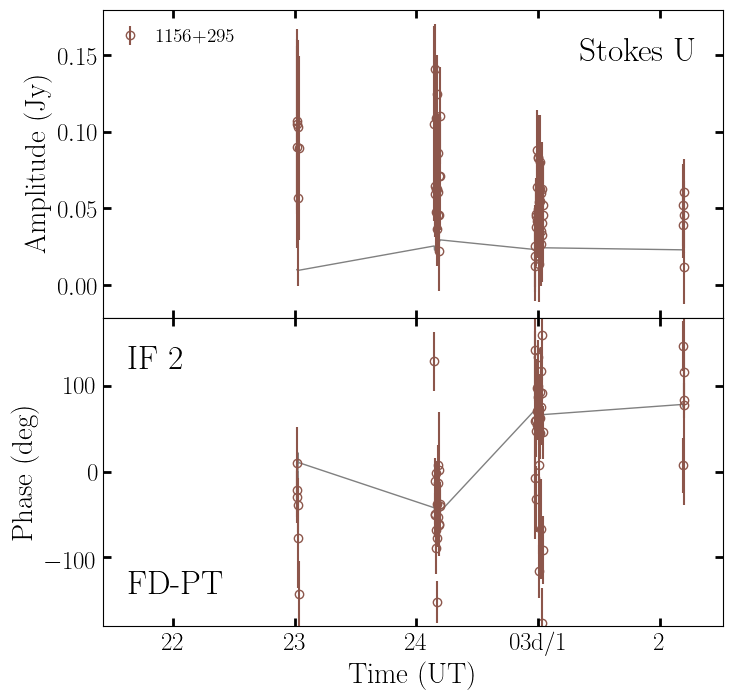 1156+295
Stokes U
0.15
0.10
0.05
0.00
Amplitude (Jy)
IF 2
100
0
−100
Phase (deg)
FD-PT
22 23 24 03d/1 2
Time (UT)